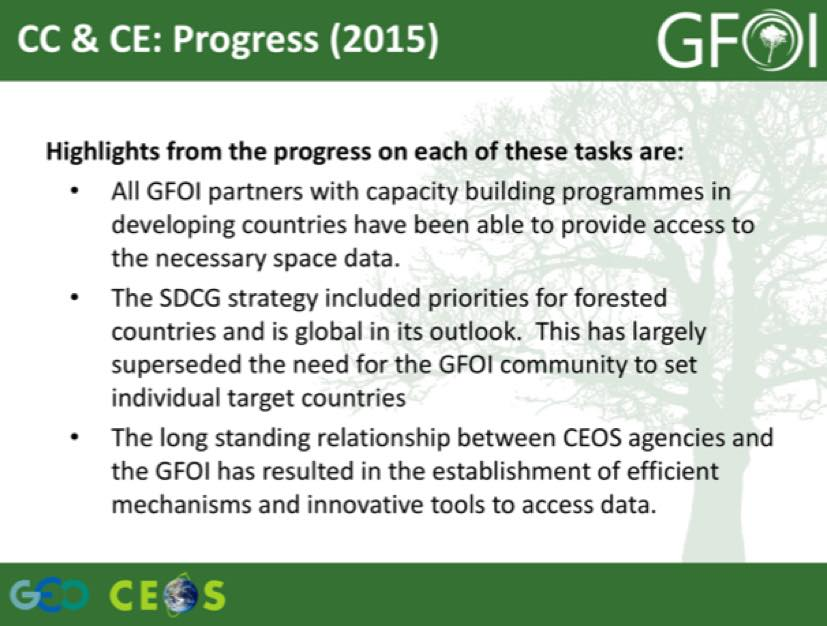 CC & CE: Progress (2015)
GFOI
Highlights from the progress on each of these tasks are:
• All GFOI partners with capacity building programmes in
developing countries have been able to provide access to
the necessary space data.
• The SDCG strategy included priorities for forested
countries and is global in its outlook.  This has largely
superseded the need for the GFOI community to set
individual target countries
• The long standing relationship between CEOS agencies and
the GFOI has resulted in the establishment of efficient
mechanisms and innovative tools to access data.
GEO CEOS